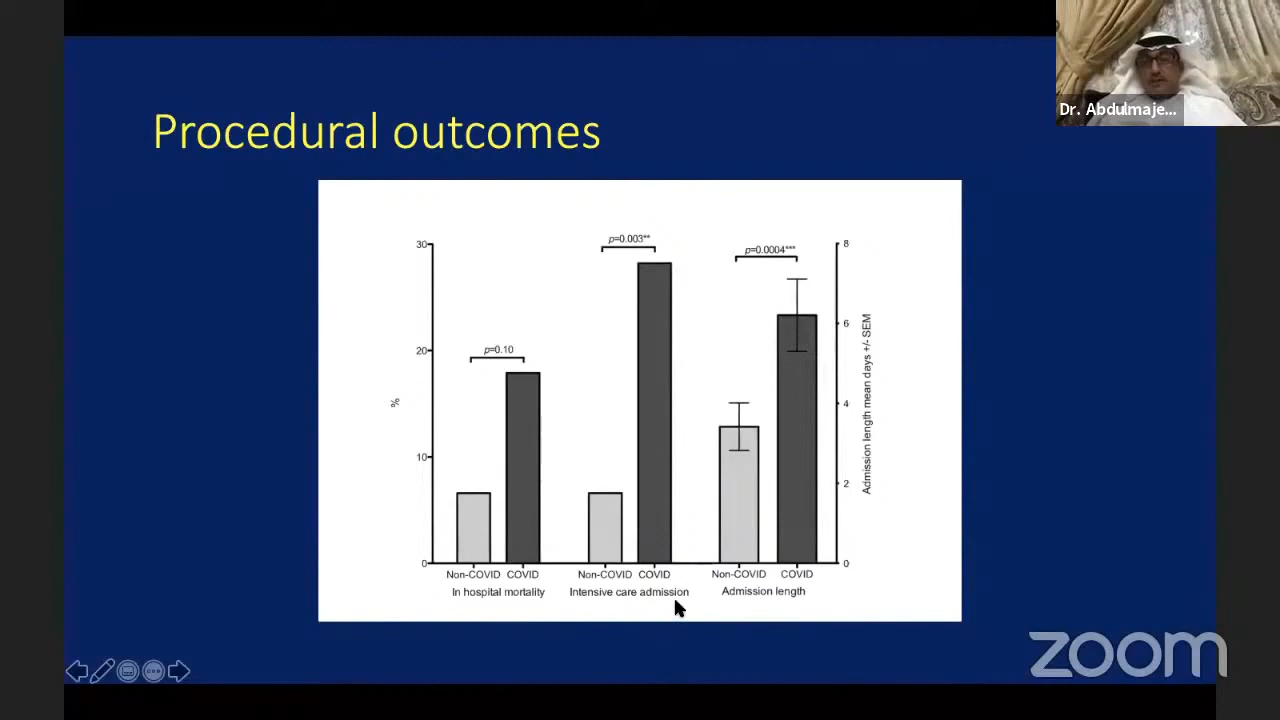 Dr. Abdulmaje...
Procedural outcomes
30
20
10
0
%
p=0.10
p=0.003**
p=0.0004***
8
6
4
2
0
Admission length mean days +/- SEM
Non-COVID COVID Non-COVID COVID Non-COVID COVID
In hospital mortality Intensive care admission Admission length
zoom